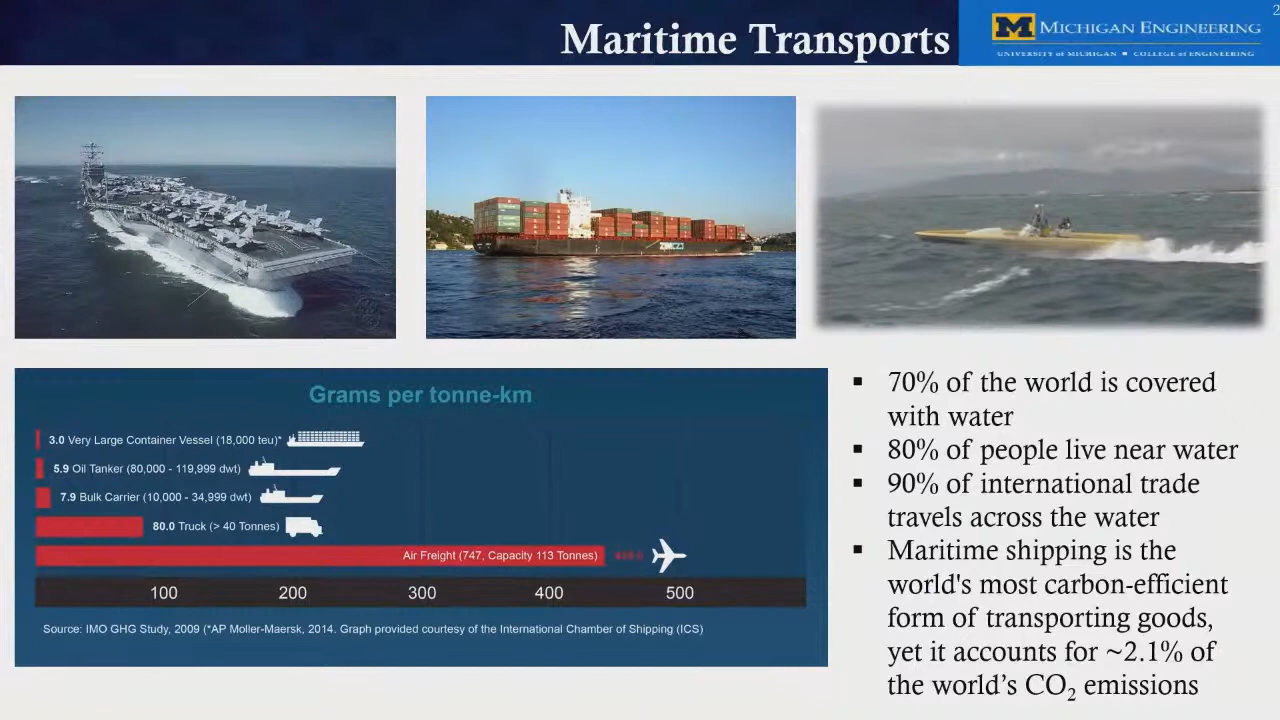 Maritime Transports
M MICHIGAN ENGINEERING
UNIVERSITY of MICHIGAN ■ COLLEGE of ENGINEERING
2
Grams per tonne-km
3.0 Very Large Container Vessel (18,000 teu)*
5.9 Oil Tanker (80,000 - 119,999 dwt)
7.9 Bulk Carrier (10,000 - 34,999 dwt)
80.0 Truck (> 40 Tonnes)
Air Freight (747, Capacity 113 Tonnes)
100 200 300 400 500
Source: IMO GHG Study, 2009 (*AP Moller-Maersk, 2014. Graph provided courtesy of the International Chamber of Shipping (ICS)
▪ 70% of the world is covered
with water
▪ 80% of people live near water
▪ 90% of international trade
travels across the water
▪ Maritime shipping is the
world's most carbon-efficient
form of transporting goods,
yet it accounts for ~2.1% of
the world’s CO₂ emissions